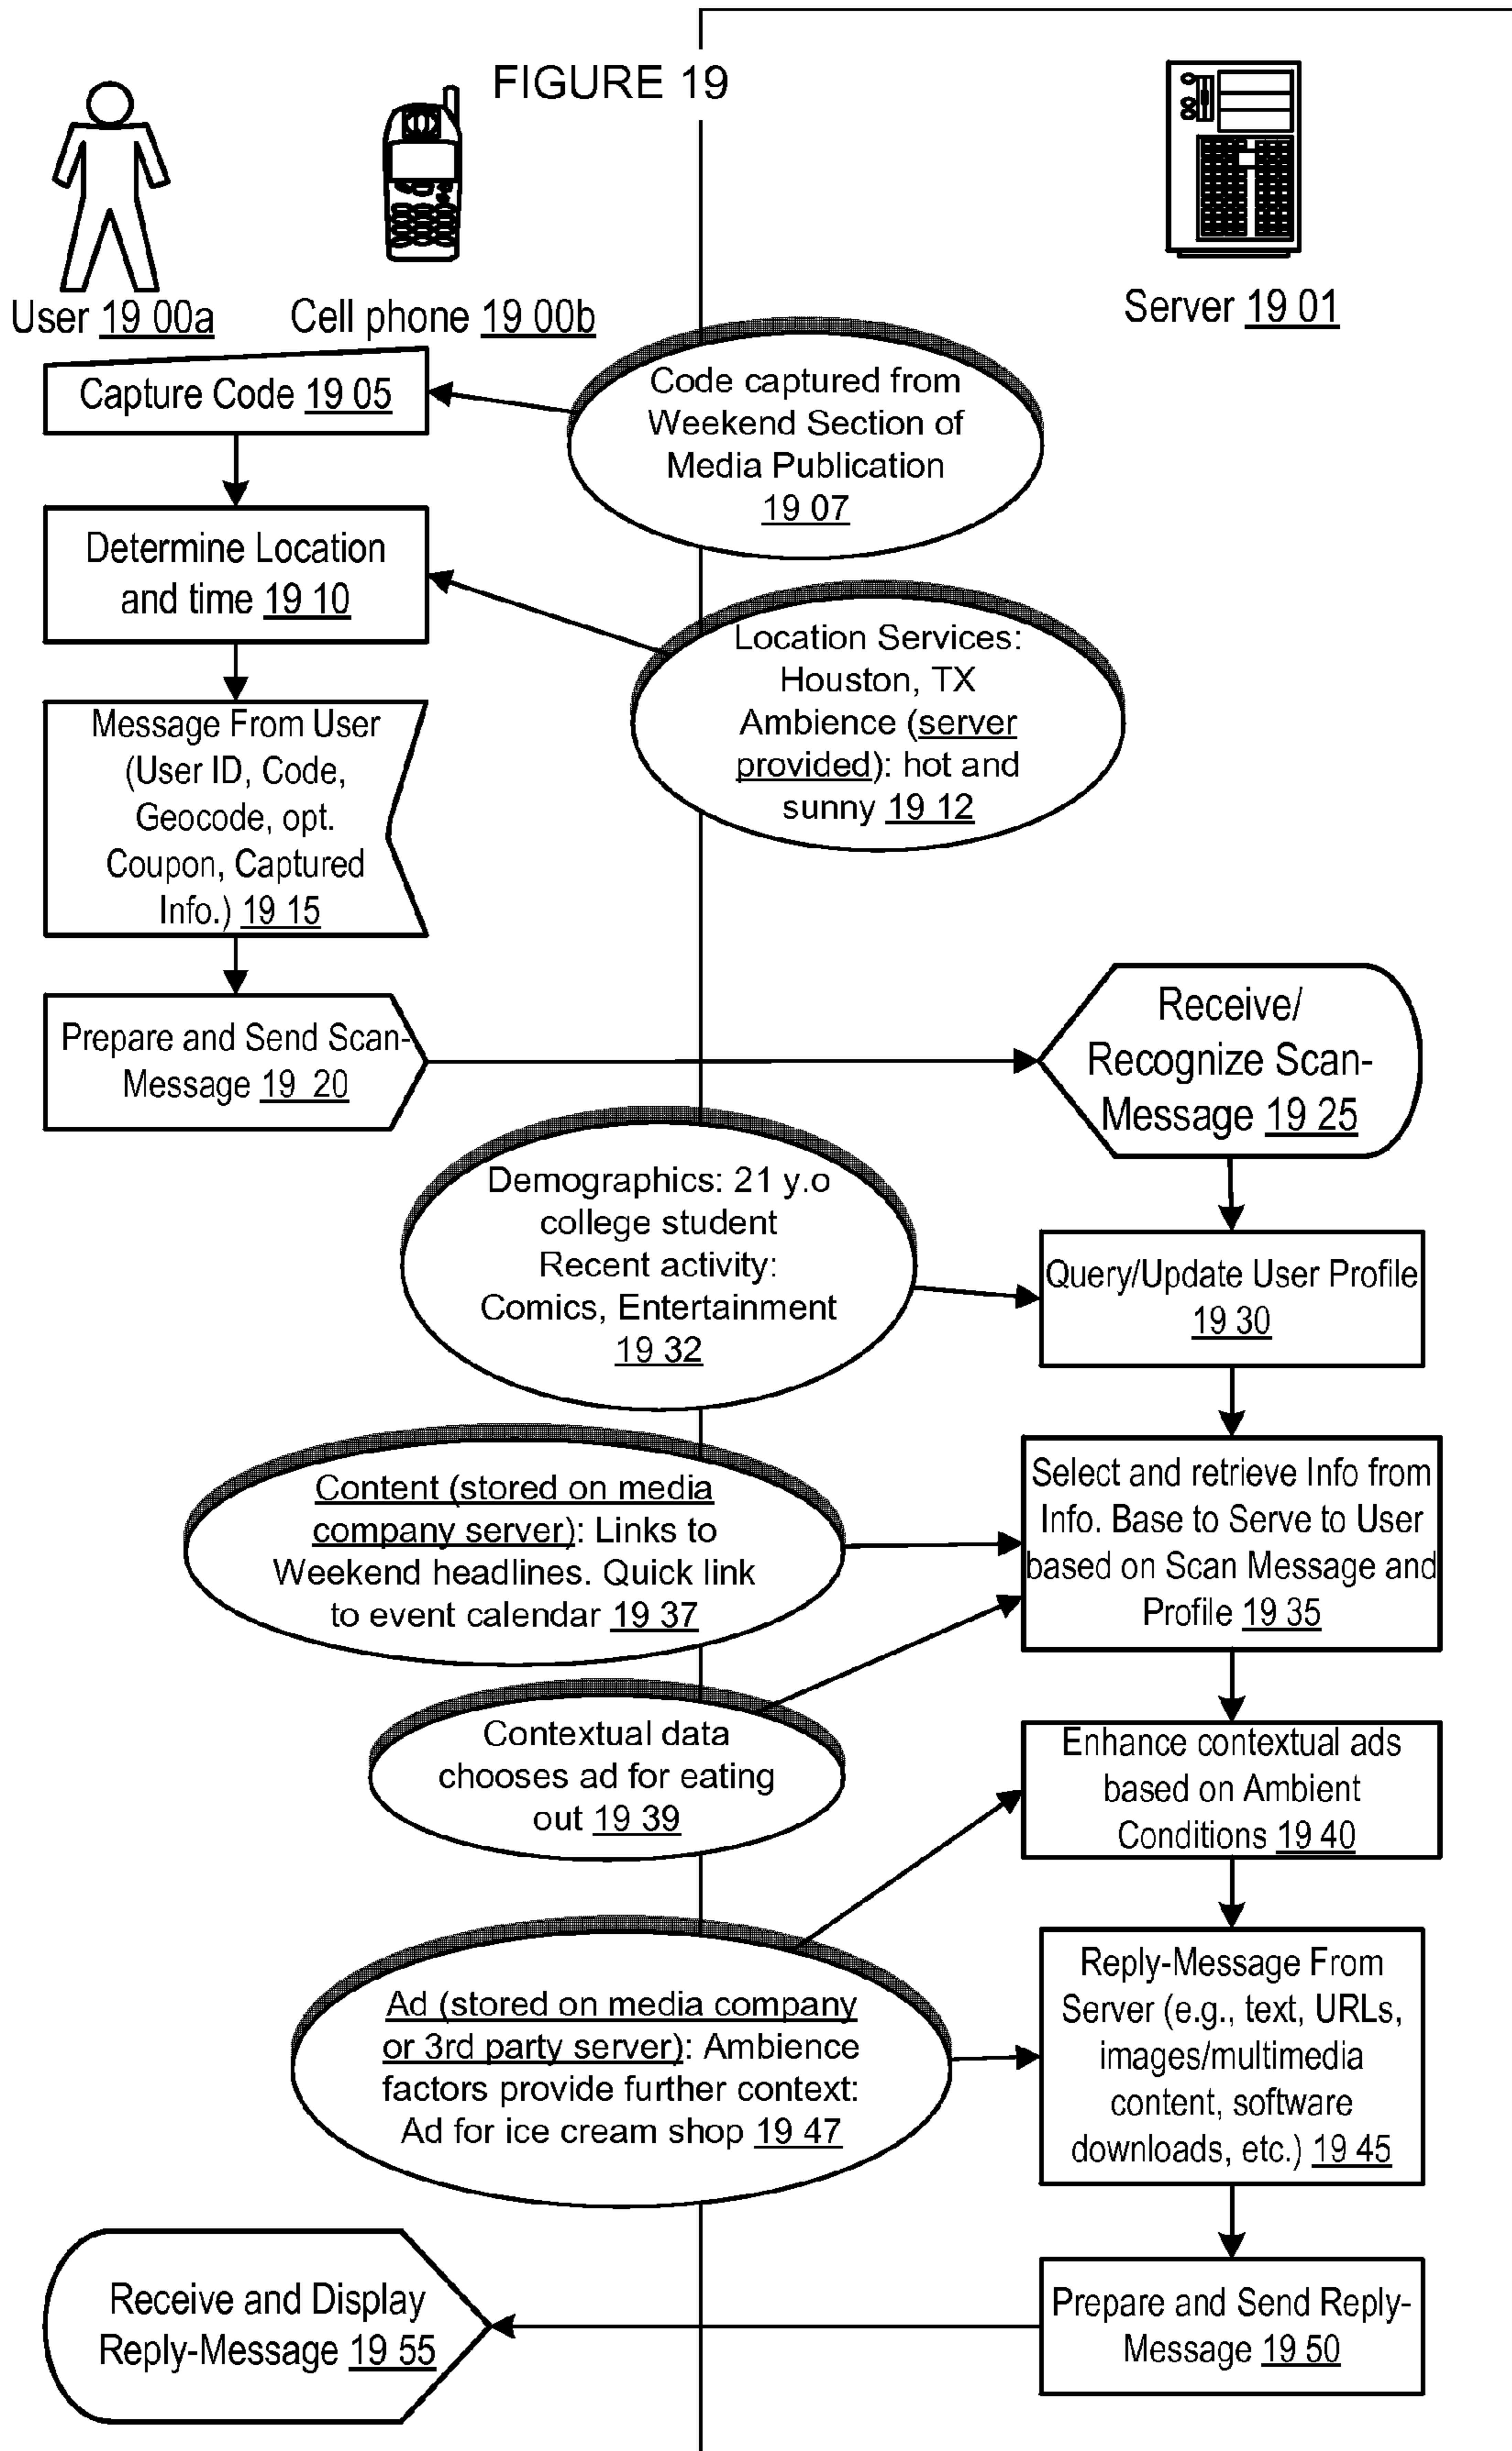 FIGURE 19
User 19 00a
Cell phone 19 00b
Server 19 01
Capture Code 19 05
Code captured from
Weekend Section of
Media Publication
19 07
Determine Location
and time 19 10
Location Services:
Houston, TX
Ambience (server
provided): hot and
sunny 19 12
Message From User
(User ID, Code,
Geocode, opt.
Coupon, Captured
Info.) 19 15
Prepare and Send Scan-
Message 19 20
Receive/
Recognize Scan-
Message 19 25
Demographics: 21 y.o
college student
Recent activity:
Comics, Entertainment
19 32
Query/Update User Profile
19 30
Content (stored on media
company server): Links to
Weekend headlines. Quick link
to event calendar 19 37
Select and retrieve Info from
Info. Base to Serve to User
based on Scan Message and
Profile 19 35
Contextual data
chooses ad for eating
out 19 39
Enhance contextual ads
based on Ambient
Conditions 19 40
Ad (stored on media company
or 3rd party server): Ambience
factors provide further context:
Ad for ice cream shop 19 47
Reply-Message From
Server (e.g., text, URLs,
images/multimedia
content, software
downloads, etc.) 19 45
Receive and Display
Reply-Message 19 55
Prepare and Send Reply-
Message 19 50